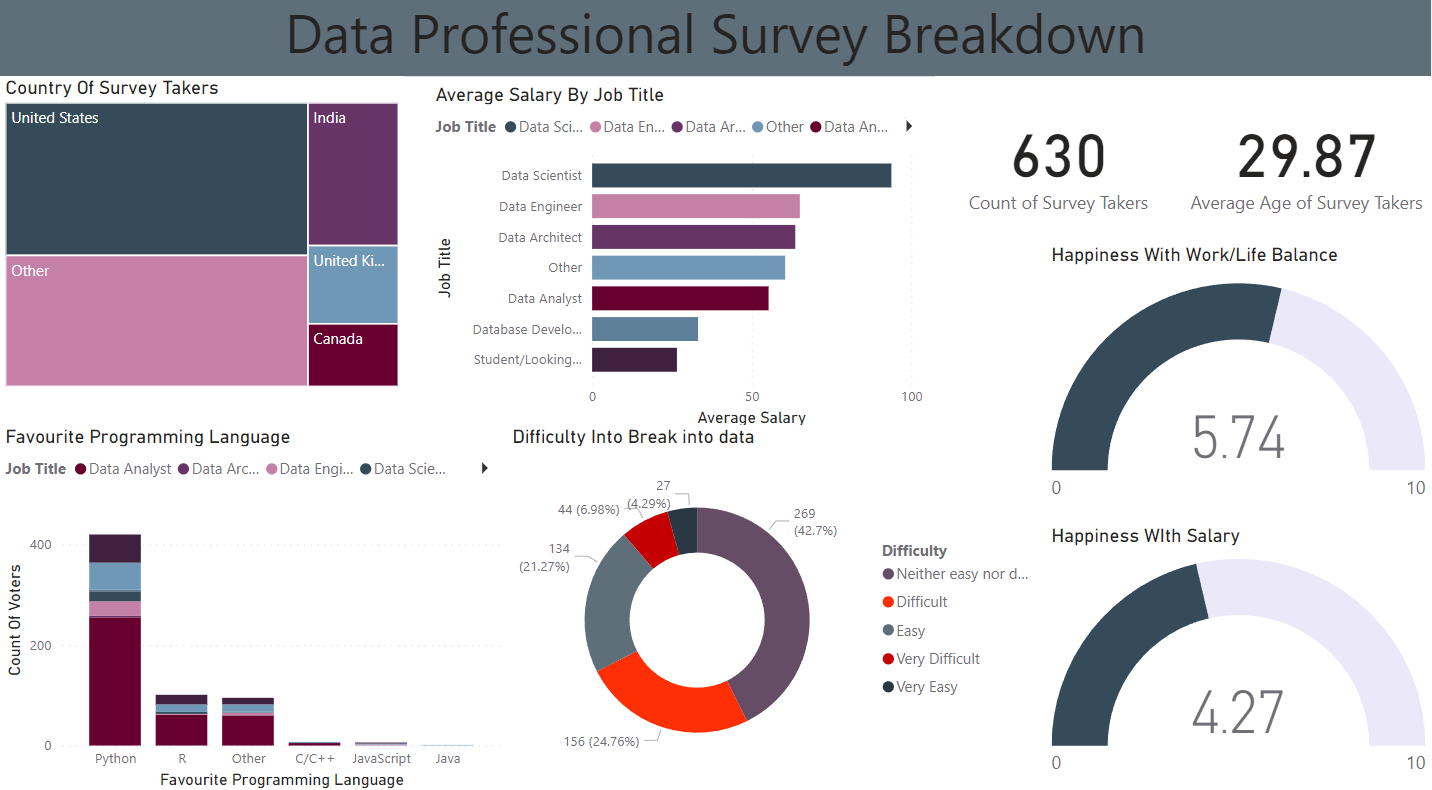 Data Professional Survey Breakdown
Country Of Survey Takers
United States
India
Other
United Ki...
Canada
Average Salary By Job Title
Job Title Data Sci... Data En... Data Ar... Other Data An...
Job Title
Data Scientist
Data Engineer
Data Architect
Other
Data Analyst
Database Develo...
Student/Looking...
0 50 100
Average Salary
630
Count of Survey Takers
29.87
Average Age of Survey Takers
Happiness With Work/Life Balance
5.74
0 10
Favourite Programming Language
Job Title Data Analyst Data Arc... Data Engi... Data Scie...
Count Of Voters
400
200
0
Python R Other C/C++ JavaScript Java
Favourite Programming Language
Difficulty Into Break into data
27
(4.29%)
44 (6.98%)
134
(21.27%)
156 (24.76%)
269
(42.7%)
Difficulty
Neither easy nor d...
Difficult
Easy
Very Difficult
Very Easy
Happiness WIth Salary
4.27
0 10